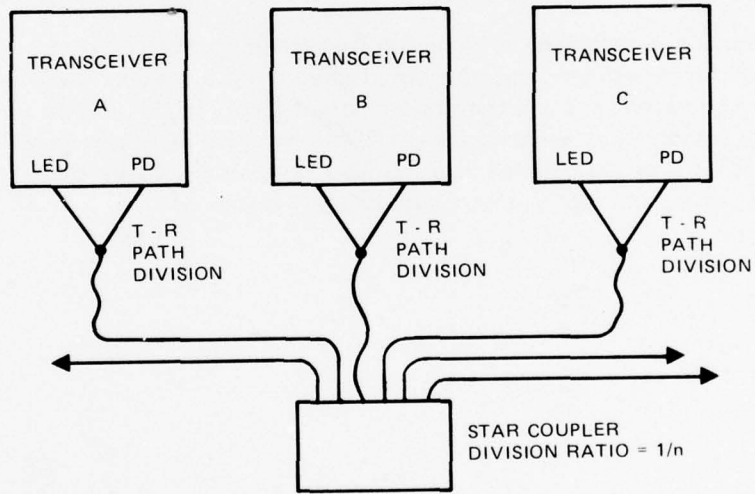 TRANSCEIVER
A
LED PD
TRANSCEIVER
B
LED PD
TRANSCEIVER
C
LED PD
T - R
PATH
DIVISION
T - R
PATH
DIVISION
T - R
PATH
DIVISION
STAR COUPLER
DIVISION RATIO = 1/n